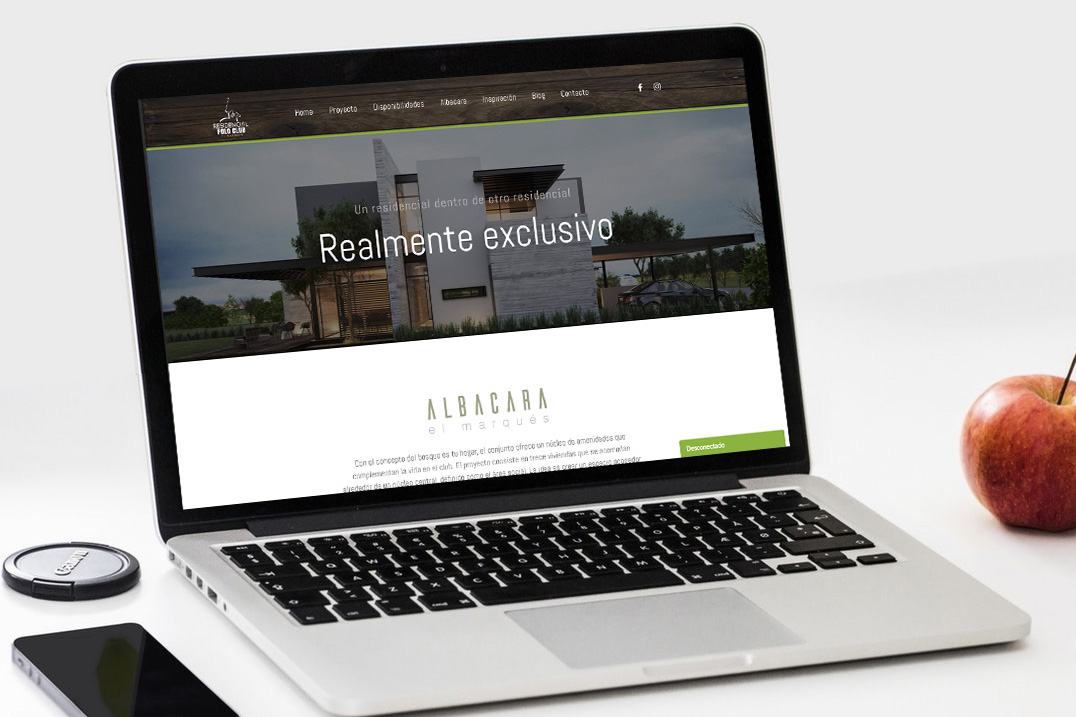 RESIDENCIAL
POLO CLUB
Home Proyecto Disponibilidades Albacara Inspiración Blog Contacto
Un residencial dentro de otro residencial
Realmente exclusivo
ALBACARA
el marqués
Con el concepto del bosque es tu hogar, el conjunto ofrece un núcleo de amenidades que
complementan la vida en el club. El proyecto consiste en trece viviendas que se acomodan
alrededor de un núcleo central, definido como el área social. La idea es crear un espacio
Desconectado
cmd
cmd